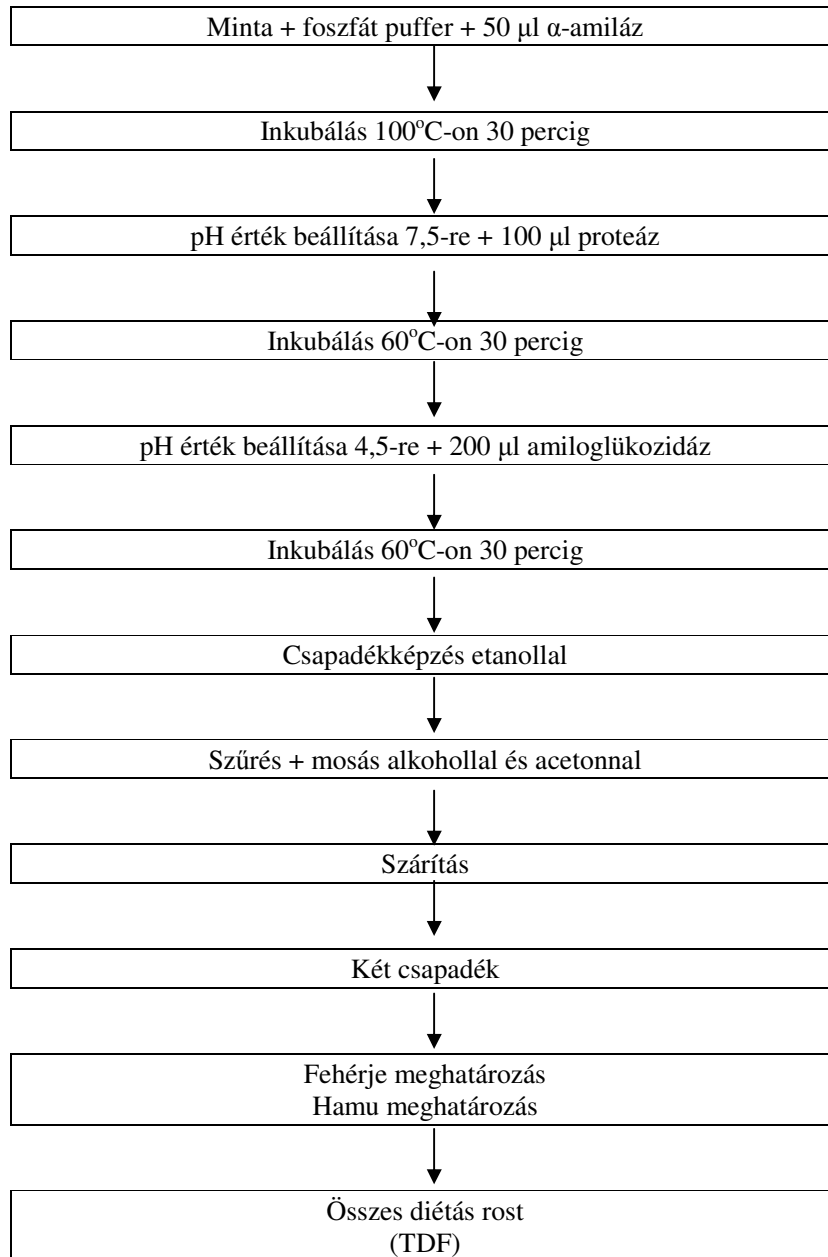 Minta + foszfát puffer + 50 μl α-amiláz
Inkubálás 100°C-on 30 percig
pH érték beállítása 7,5-re + 100 μl proteáz
Inkubálás 60°C-on 30 percig
pH érték beállítása 4,5-re + 200 μl amiloglükozidáz
Inkubálás 60°C-on 30 percig
Csapadékképzés etanollal
Szűrés + mosás alkohollal és acetonnal
Szárítás
Két csapadék
Fehérje meghatározás
Hamu meghatározás
Összes diétás rost
(TDF)